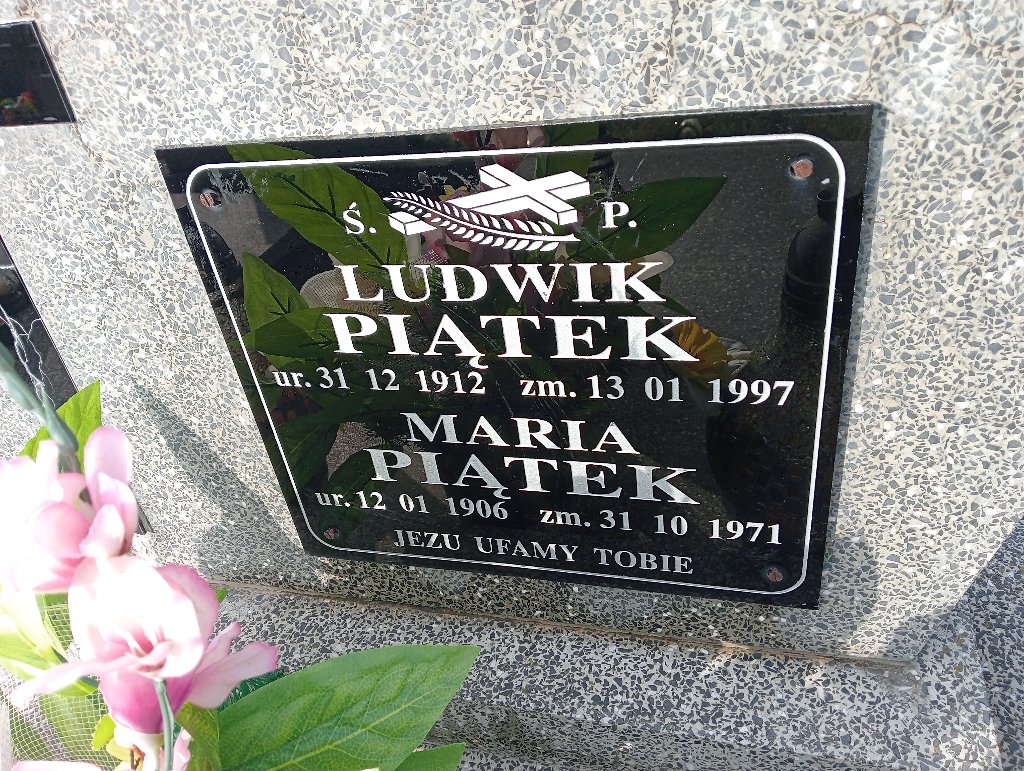 Ś. P.
LUDWIK
PIĄTEK
ur. 31 12 1912 zm. 13 01 1997
MARIA
PIĄTEK
ur. 12 01 1906 zm. 31 10 1971
JEZU UFAMY TOBIE